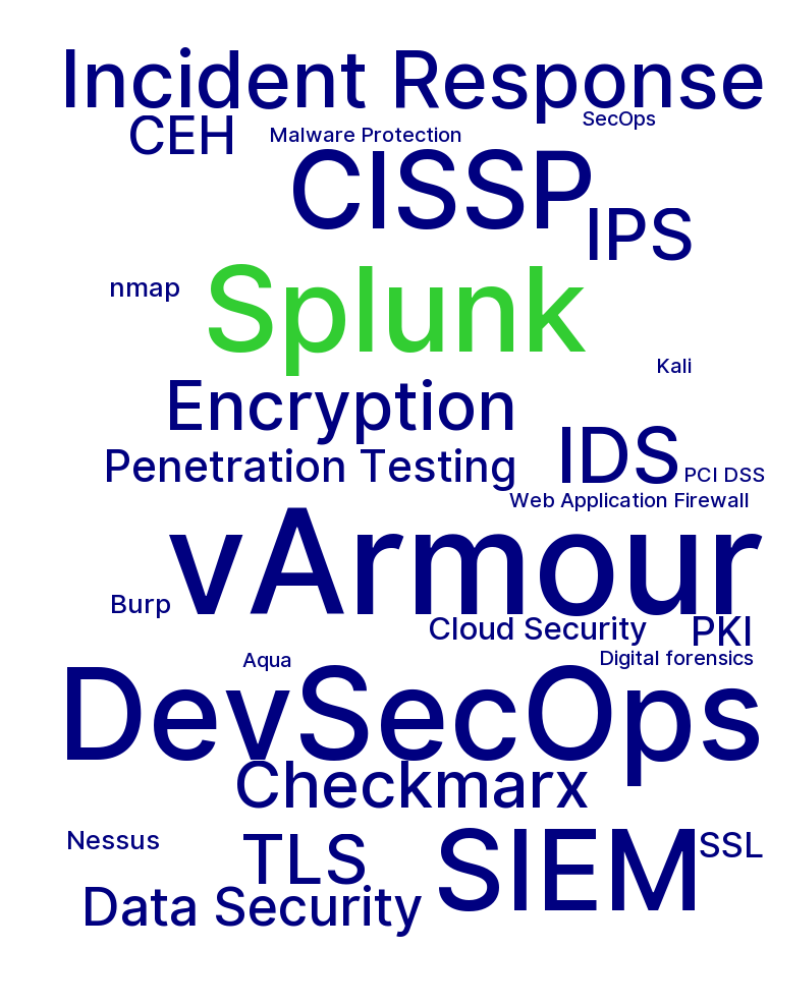 Incident Response
SecOps
CEH
Malware Protection
CISSP
IPS
nmap
Splunk
Kali
Encryption
IDS
Penetration Testing
PCI DSS
Web Application Firewall
vArmour
Burp
Cloud Security
PKI
Aqua
Digital forensics
DevSecOps
Checkmarx
Nessus
TLS
SIEM
SSL
Data Security